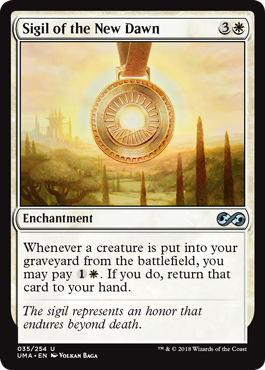 Sigil of the New Dawn 3
Enchantment
Whenever a creature is put into your
graveyard from the battlefield, you
may pay 1 . If you do, return that
card to your hand.
The sigil represents an honor that
endures beyond death.
035/254 U
UMA • EN Volkan Baga
™ & © 2018 Wizards of the Coast